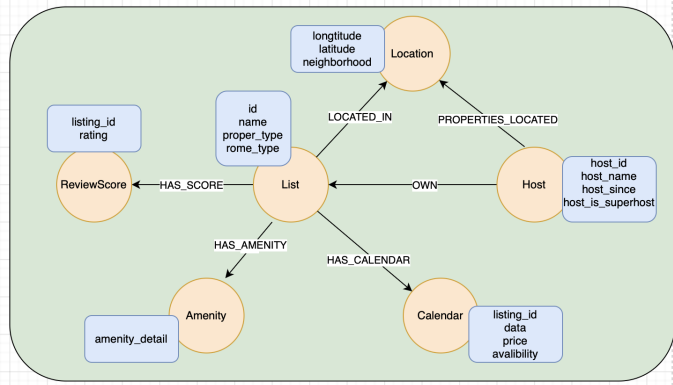 longtitude
latitude
neighborhood
Location
id
name
proper_type
rome_type
LOCATED_IN
PROPERTIES_LOCATED
listing_id
rating
ReviewScore
HAS_SCORE
List
OWN
Host
host_id
host_name
host_since
host_is_superhost
HAS_AMENITY
HAS_CALENDAR
amenity_detail
Amenity
Calendar
listing_id
data
price
avalibility